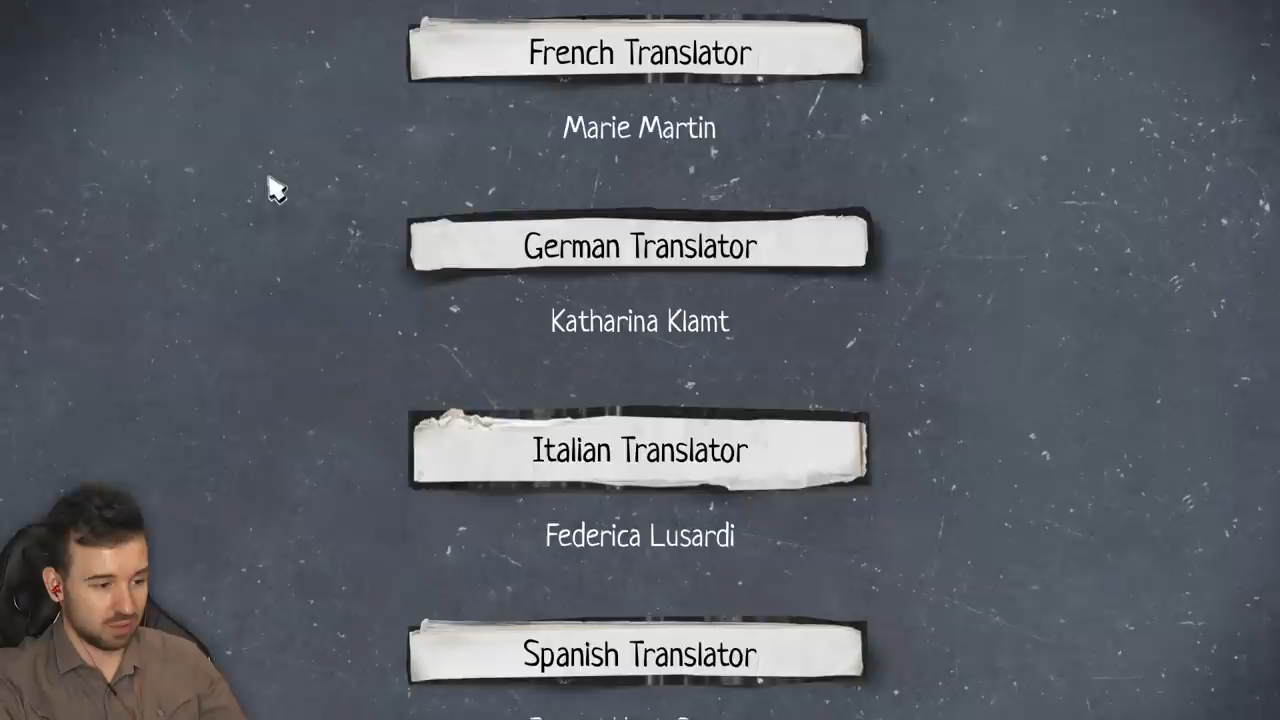 French Translator
Marie Martin
German Translator
Katharina Klamt
Italian Translator
Federica Lusardi
Spanish Translator